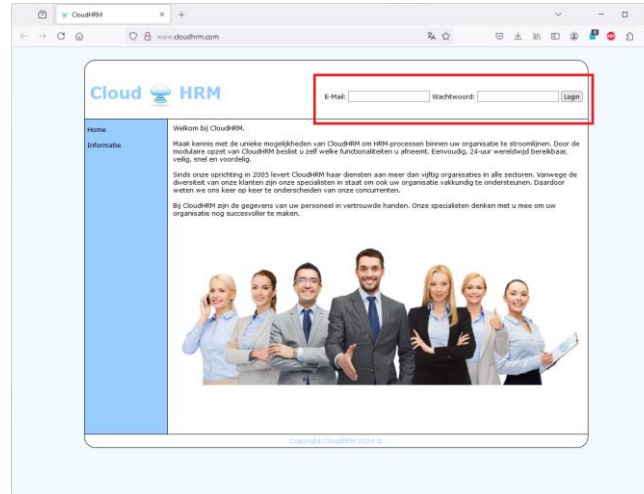 CloudHRM
www.cloudhrm.com
Cloud HRM
E-Mail: Wachtwoord: Login
Home
Informatie
Welkom bij CloudHRM.
Maak kennis met de unieke mogelijkheden van CloudHRM om HRM-processen binnen uw organisatie te stroomlijnen. Door de
modulaire opzet van CloudHRM beslist u zelf welke functionaliteiten u afneemt. Eenvoudig, 24-uur wereldwijd bereikbaar,
veilig, snel en voordelig.
Sinds onze oprichting in 2005 levert CloudHRM haar diensten aan meer dan vijftig organisaties in alle sectoren. Vanwege de
diversiteit van onze klanten zijn onze specialisten in staat om ook uw organisatie vakkundig te ondersteunen. Daardoor
weten we ons keer op keer te onderscheiden van onze concurrenten.
Bij CloudHRM zijn de gegevens van uw personeel in vertrouwde handen. Onze specialisten denken met u mee om uw
organisatie nog succesvoller te maken.
Copyright CloudHRM 2024 ©